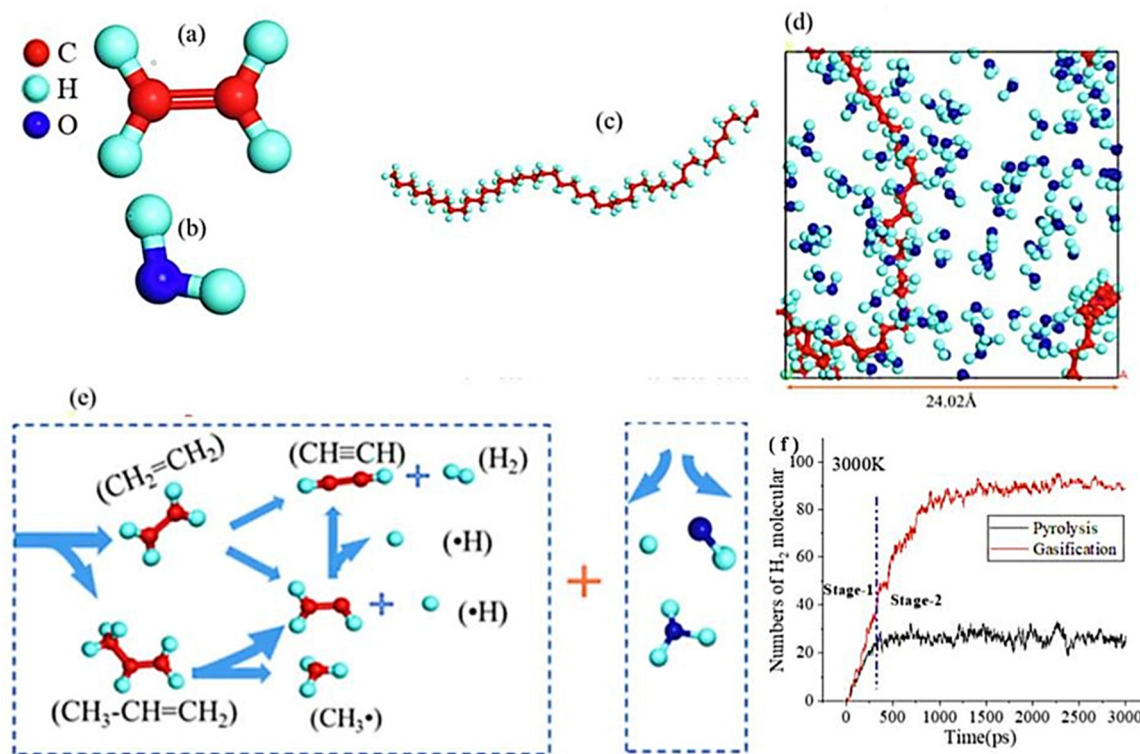 (a)
C
H
O
(b)
(c)
(d)
24.02Å
(e)
(CH₂=CH₂)
(CH≡CH)
+
(H₂)
(•H)
+
(•H)
(CH₃-CH=CH₂)
(CH₃•)
+
(f)
3000K
Pyrolysis
Gasification
Stage-1
Stage-2
Numbers of H₂ molecular
100
80
60
40
20
0
0 500 1000 1500 2000 2500 3000
Time(ps)